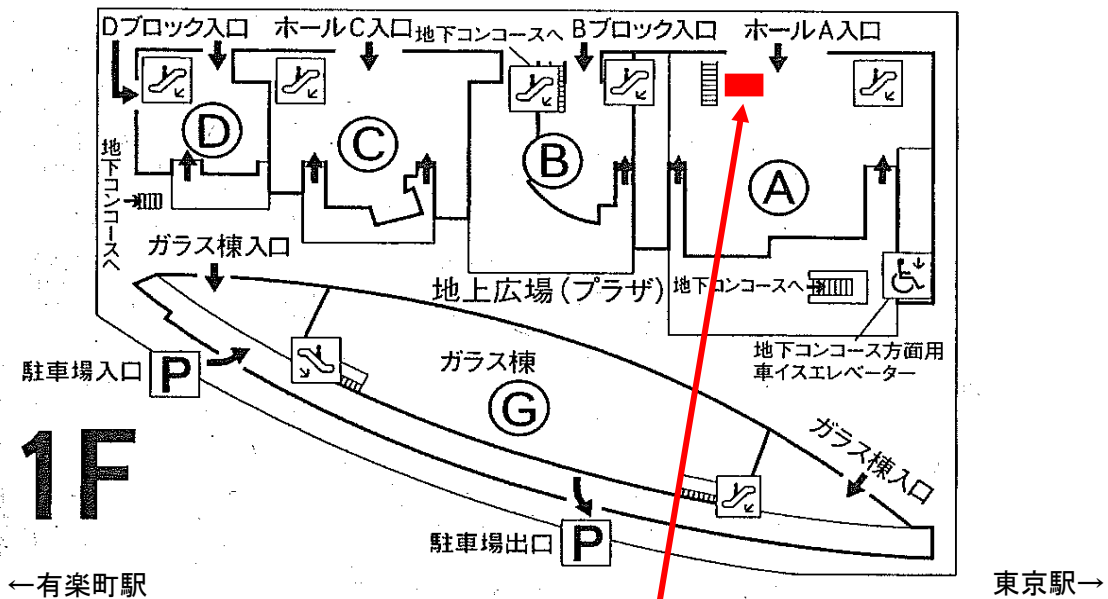 Dブロック入口
ホールC入口
地下コンコースへ
Bブロック入口
ホールA入口
D
C
B
A
地下コンコースへ
ガラス棟入口
地上広場(プラザ)
地下コンコースへ
地下コンコース方面用
車イスエレベーター
駐車場入口
P
ガラス棟
G
ガラス棟入口
1F
駐車場出口
P
←有楽町駅
東京駅→